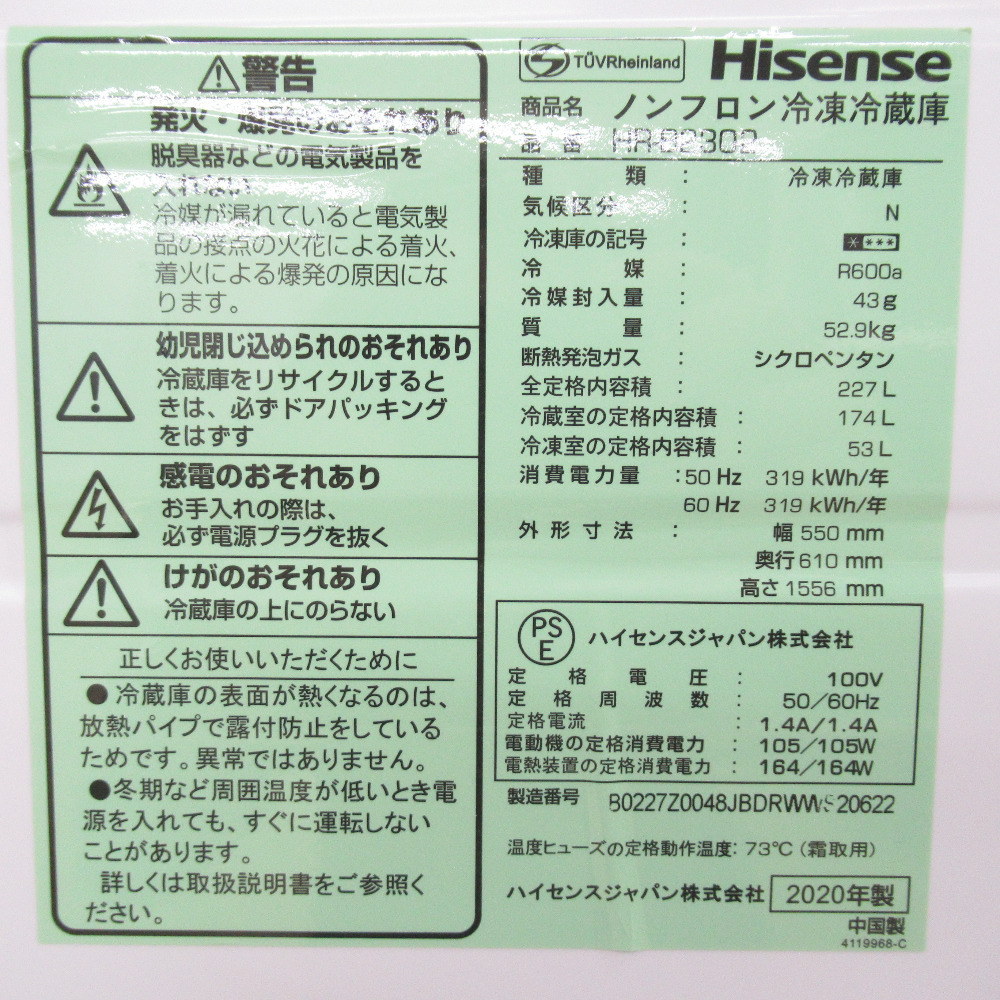 警告
発火・爆発のおそれあり
脱臭器などの電気製品を
入れない
冷媒が漏れていると電気製
品の接点の火花による着火、
着火による爆発の原因にな
ります。
幼児閉じ込められのおそれあり
冷蔵庫をリサイクルすると
きは、必ずドアパッキング
をはずす
感電のおそれあり
お手入れの際は、
必ず電源プラグを抜く
けがのおそれあり
冷蔵庫の上にのらない
正しくお使いいただくために
● 冷蔵庫の表面が熱くなるのは、
放熱パイプで露付防止をしている
ためです。異常ではありません。
●冬期など周囲温度が低いとき電
源を入れても、すぐに運転しない
ことがあります。
詳しくは取扱説明書をご参照く
ださい。
TÜVRheinland
Hisense
商品名 ノンフロン冷凍冷蔵庫
品番 HR-B2302
種類 : 冷凍冷蔵庫
気候区分 : N
冷凍庫の記号 : ****
冷媒 : R600a
冷媒封入量 : 43g
質量 : 52.9kg
断熱発泡ガス : シクロペンタン
全定格内容積 : 227 L
冷蔵室の定格内容積 : 174 L
冷凍室の定格内容積 : 53 L
消費電力量 :50 Hz 319 kWh/年
60 Hz 319 kWh/年
外形寸法 : 幅 550 mm
奥行 610 mm
高さ 1556 mm
PSE ハイセンスジャパン株式会社
定格電圧 : 100V
定格周波数 : 50/60Hz
定格電流 : 1.4A/1.4A
電動機の定格消費電力 : 105/105W
電熱装置の定格消費電力 : 164/164W
製造番号 B0227Z0048JBDRWWS20622
温度ヒューズの定格動作温度: 73℃ (霜取用)
ハイセンスジャパン株式会社 2020年製
中国製
4119968-C